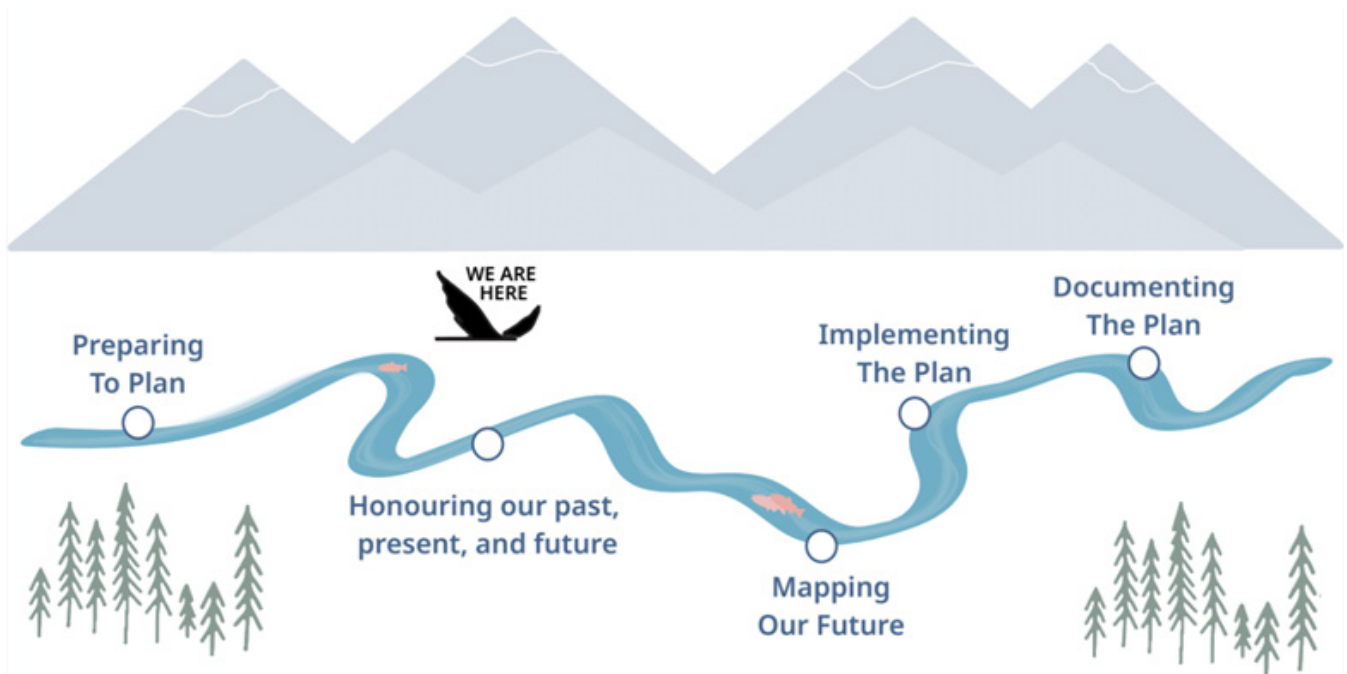 WE ARE
HERE
Preparing
To Plan
Honouring our past,
present, and future
Mapping
Our Future
Implementing
The Plan
Documenting
The Plan